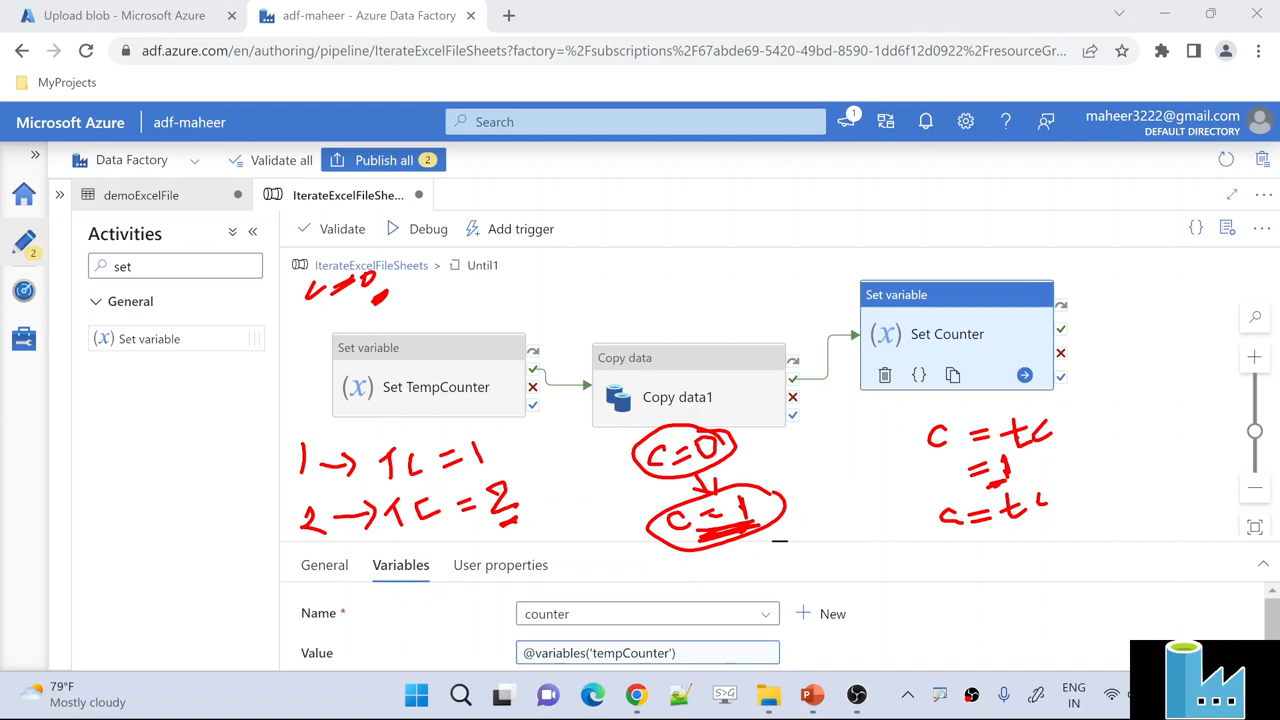 Upload blob - Microsoft Azure
adf-maheer - Azure Data Factory
adf.azure.com/en/authoring/pipeline/IterateExcelFileSheets?factory=%2Fsubscriptions%2F67abde69-5420-49bd-8590-1dd6f12d0922%2FresourceGr...
MyProjects
Microsoft Azure
adf-maheer
Search
1
maheer3222@gmail.com
DEFAULT DIRECTORY
Data Factory
Validate all
Publish all
2
demoExcelFile
IterateExcelFileShe...
Activities
2
set
General
Set variable
Validate
Debug
Add trigger
IterateExcelFileSheets > Until1
c → 0
Set variable
Set TempCounter
Copy data
Copy data1
Set variable
Set Counter
1 → TC = 1
2 → TC = 2
c = 0
c = 1
c = tc
= 1
c = tc
General
Variables
User properties
Name *
counter
New
Value
@variables('tempCounter')
79°F
Mostly cloudy
ENG
IN